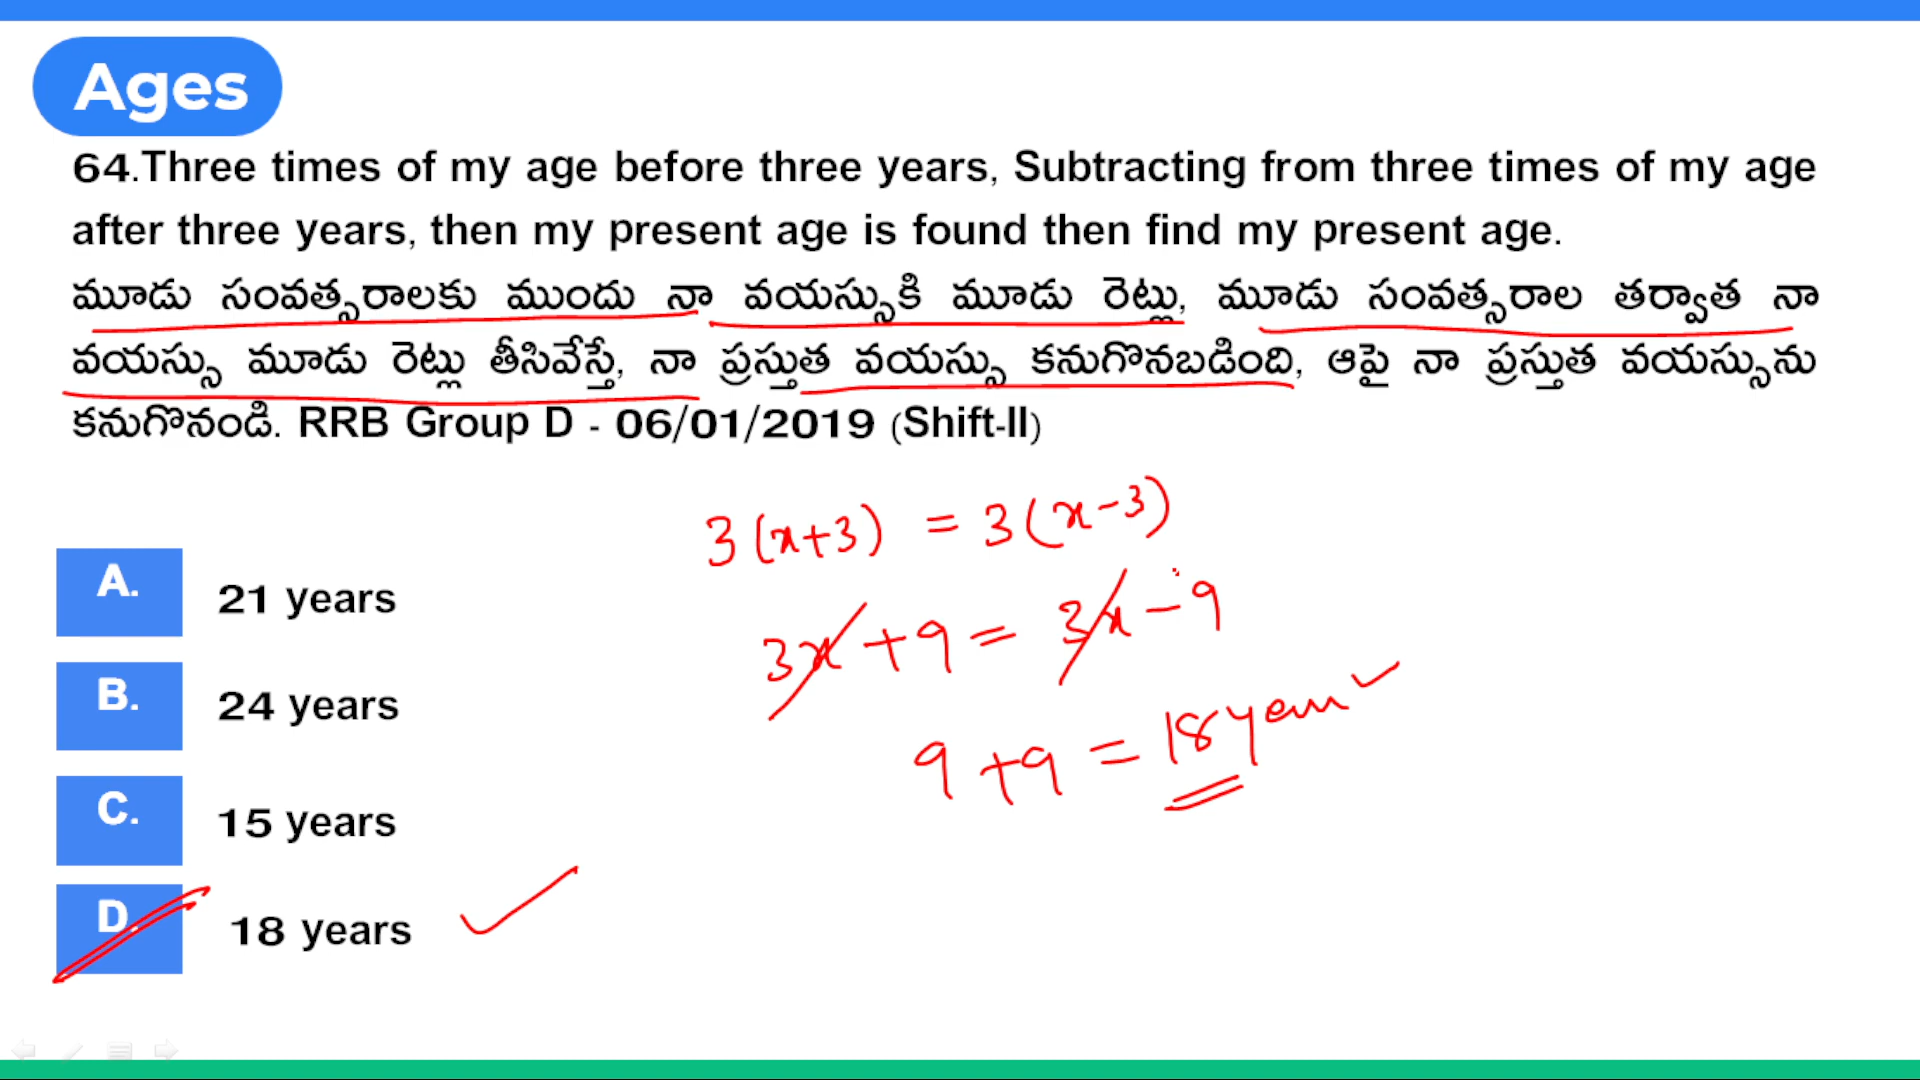 Ages
64.Three times of my age before three years, Subtracting from three times of my age
after three years, then my present age is found then find my present age.
మూడు సంవత్సరాలకు ముందు నా వయస్సుకి మూడు రెట్లు, మూడు సంవత్సరాల తర్వాత నా
వయస్సు మూడు రెట్లు తీసివేస్తే, నా ప్రస్తుత వయస్సు కనుగొనబడింది, ఆపై నా ప్రస్తుత వయస్సును
కనుగొనండి. RRB Group D - 06/01/2019 (Shift-II)
3(x+3) = 3(x-3)
3x + 9 = 3x - 9
9 + 9 = 18 years
A. 21 years
B. 24 years
C. 15 years
D. 18 years